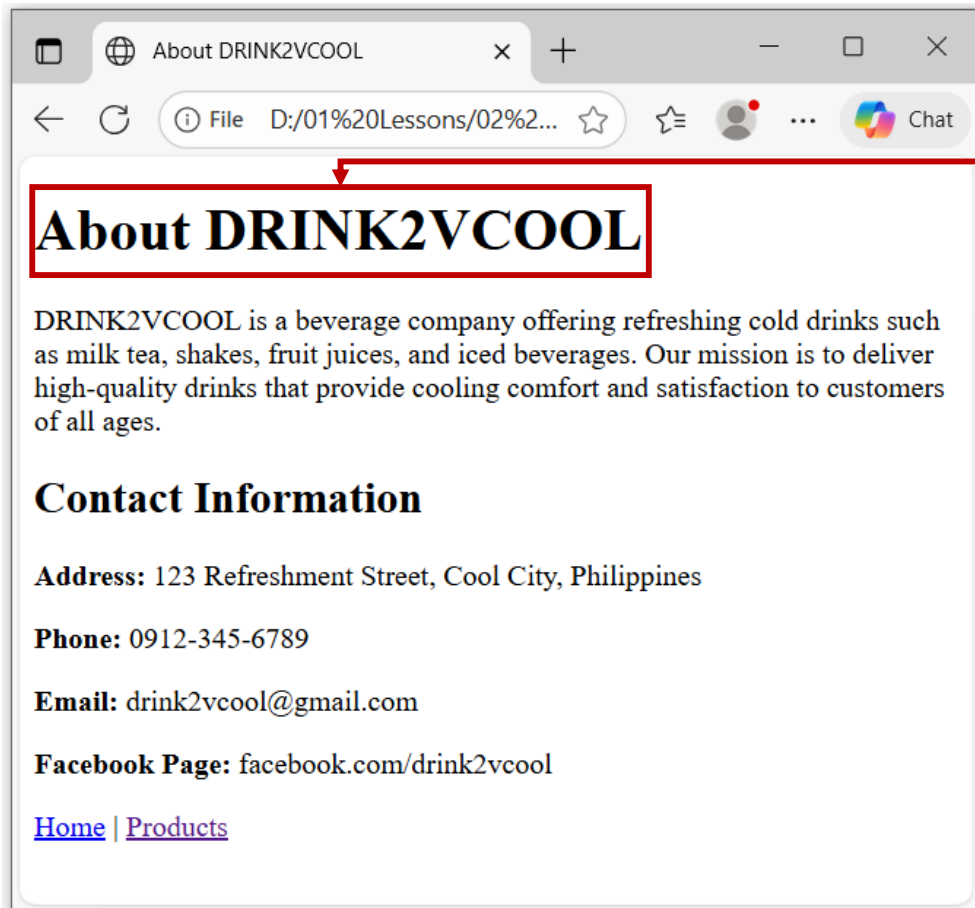 About DRINK2VCOOL
File D:/01%20Lessons/02%2...
Chat
About DRINK2VCOOL
DRINK2VCOOL is a beverage company offering refreshing cold drinks such
as milk tea, shakes, fruit juices, and iced beverages. Our mission is to deliver
high-quality drinks that provide cooling comfort and satisfaction to customers
of all ages.
Contact Information
Address: 123 Refreshment Street, Cool City, Philippines
Phone: 0912-345-6789
Email: drink2vcool@gmail.com
Facebook Page: facebook.com/drink2vcool
Home | Products